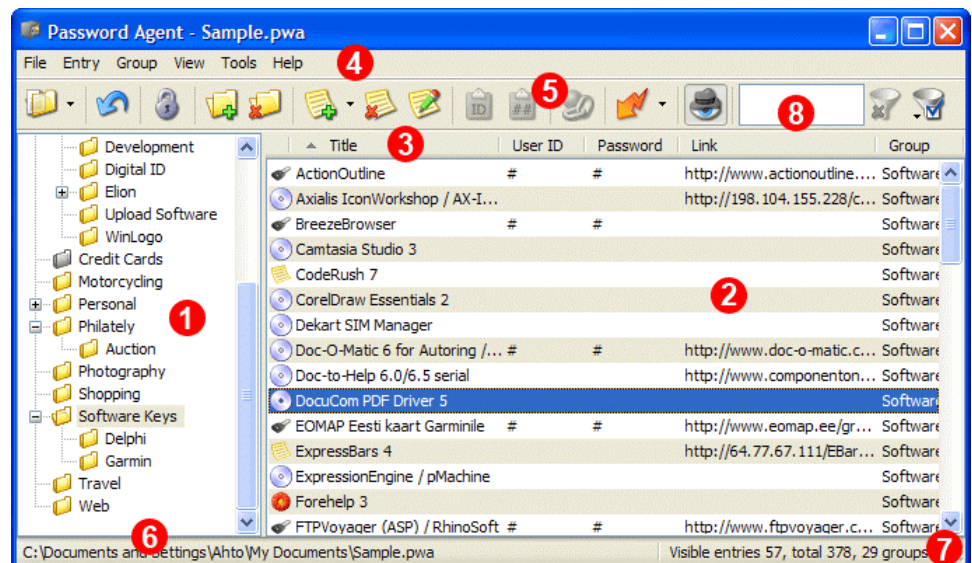 Password Agent - Sample.pwa
File Entry Group View Tools Help 4
ID ## 5 8
Development
Digital ID
Elion
Upload Software
WinLogo
Credit Cards
Motorcycling
Personal
Philately
Auction
Photography
Shopping
Software Keys
Delphi
Garmin
Travel
Web
1
Title 3 User ID Password Link Group
ActionOutline # # http://www.actionoutline.... Software
Axialis IconWorkshop / AX-I... http://198.104.155.228/c... Software
BreezeBrowser # # Software
Camtasia Studio 3 Software
CodeRush 7 Software
CorelDraw Essentials 2 2 Software
Dekart SIM Manager Software
Doc-O-Matic 6 for Autoring /... # # http://www.doc-o-matic.c... Software
Doc-to-Help 6.0/6.5 serial http://www.componenton... Software
DocuCom PDF Driver 5 Software
EOMAP Eesti kaart Garminile # # http://www.eomap.ee/gr... Software
ExpressBars 4 http://64.77.67.111/EBar... Software
ExpressionEngine / pMachine Software
Forehelp 3 Software
FTPVoyager (ASP) / RhinoSoft # # http://www.ftpvoyager.c... Software
6
C:\Documents and Settings\Ahto\My Documents\Sample.pwa Visible entries 57, total 378, 29 groups 7